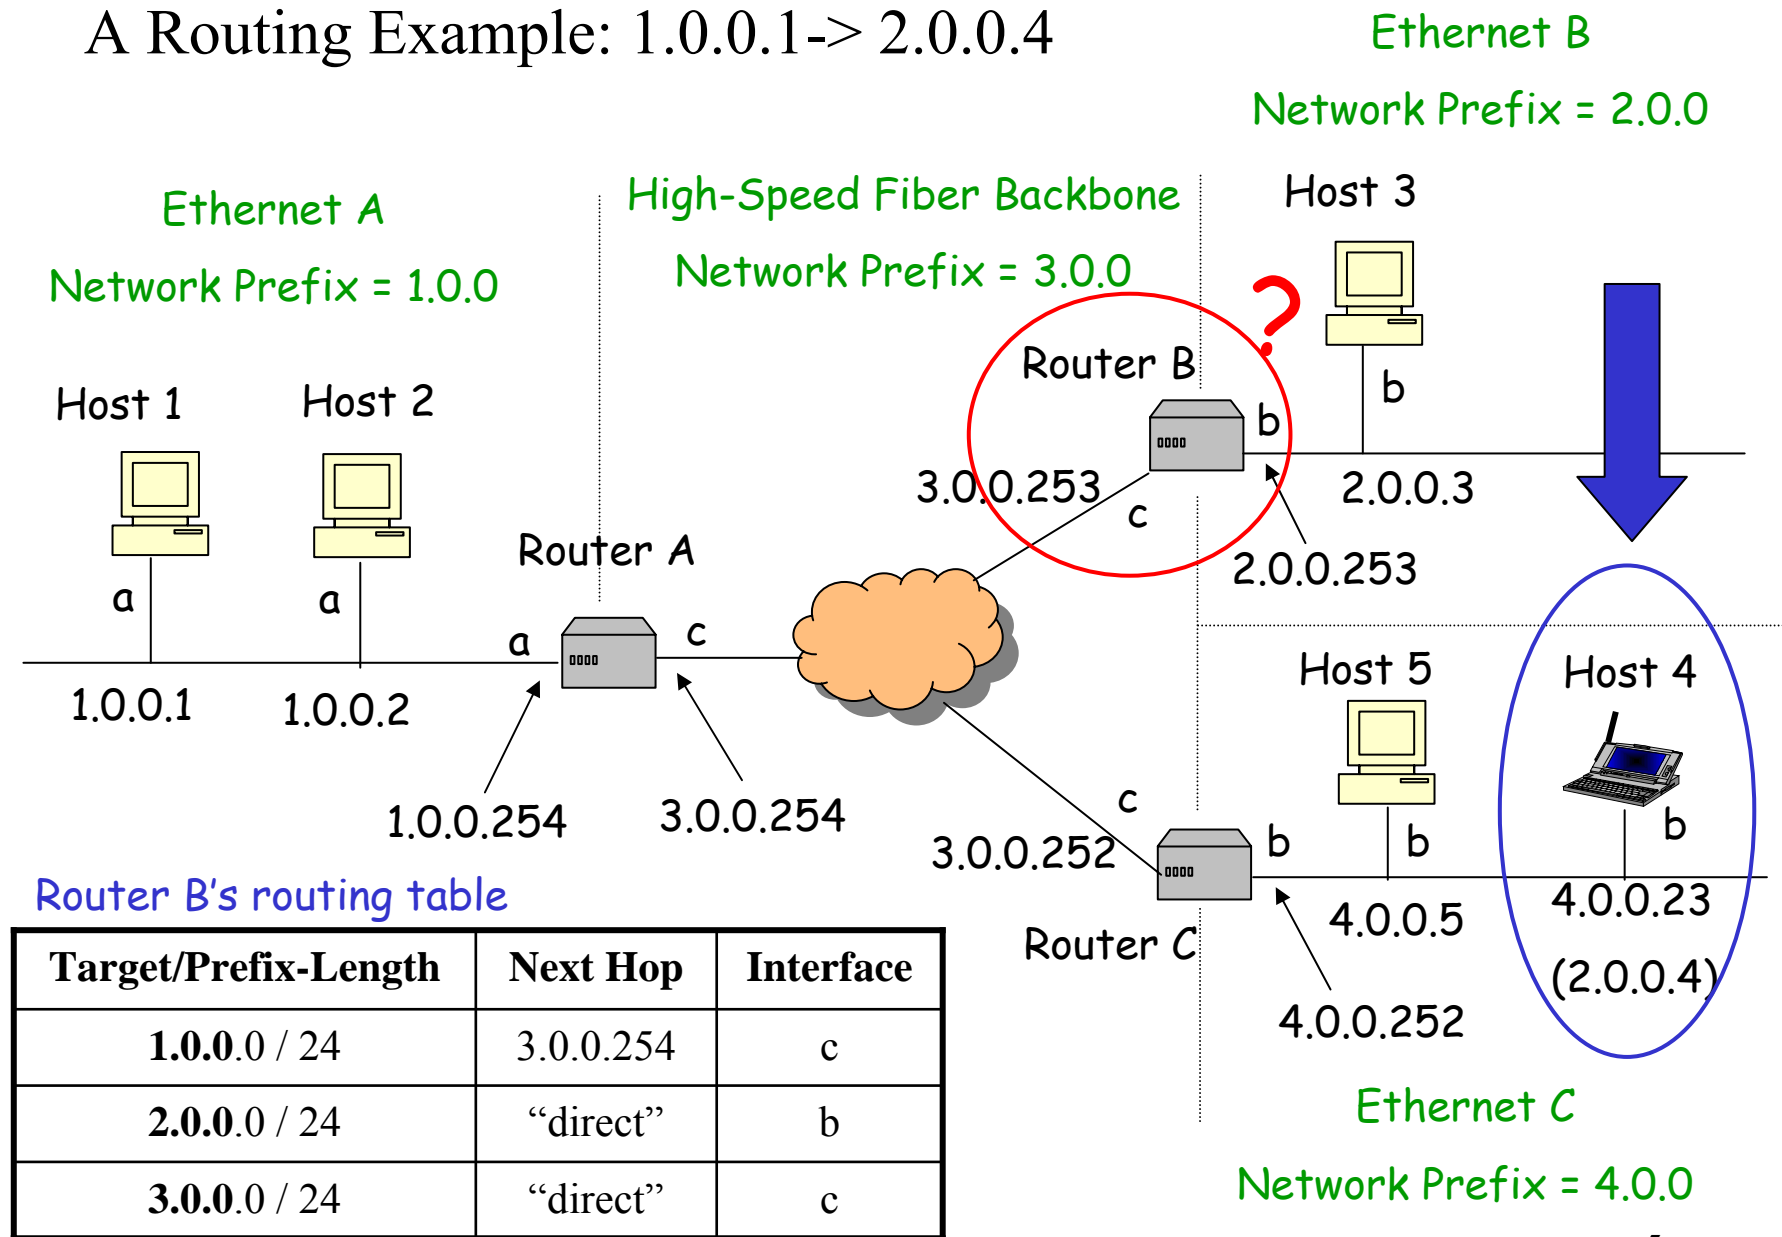 A Routing Example: 1.0.0.1-> 2.0.0.4
Ethernet B
Network Prefix = 2.0.0
Ethernet A
Network Prefix = 1.0.0
High-Speed Fiber Backbone
Network Prefix = 3.0.0
Host 3
?
Router B
b
b
Host 1
Host 2
3.0.0.253
c
2.0.0.3
2.0.0.253
Router A
a
a
a
c
1.0.0.1
1.0.0.2
1.0.0.254
3.0.0.254
Host 5
Host 4
c
3.0.0.252
b
b
b
4.0.0.5
4.0.0.23
(2.0.0.4)
Router C
4.0.0.252
Ethernet C
Network Prefix = 4.0.0
Router B's routing table
Target/Prefix-Length Next Hop Interface
1.0.0.0 / 24 3.0.0.254 c
2.0.0.0 / 24 “direct” b
3.0.0.0 / 24 “direct” c